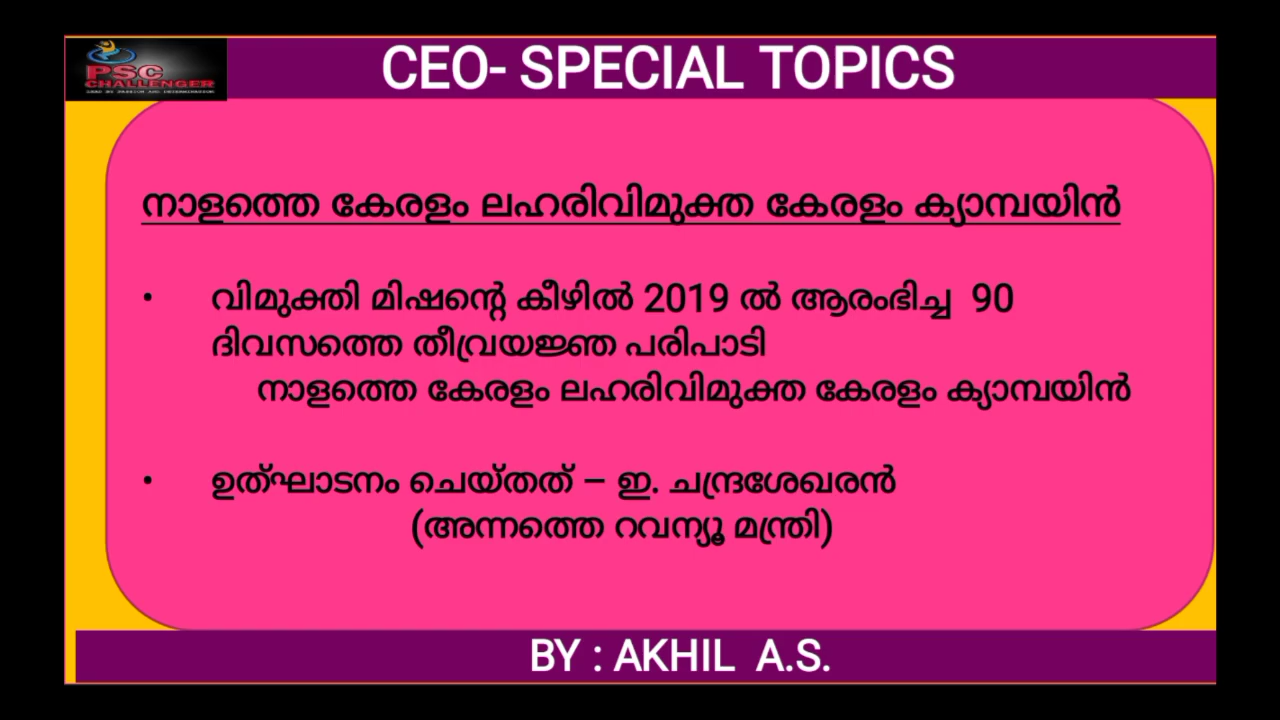 PSC
CHALLENGER
CEO- SPECIAL TOPICS
നാളത്തെ കേരളം ലഹരിവിമുക്ത കേരളം ക്യാമ്പയിൻ
• വിമുക്തി മിഷന്റെ കീഴിൽ 2019 ൽ ആരംഭിച്ച 90
ദിവസത്തെ തീവ്രയജ്ഞ പരിപാടി
നാളത്തെ കേരളം ലഹരിവിമുക്ത കേരളം ക്യാമ്പയിൻ
• ഉത്ഘാടനം ചെയ്തത് – ഇ. ചന്ദ്രശേഖരൻ
(അന്നത്തെ റവന്യൂ മന്ത്രി)
BY : AKHIL A.S.